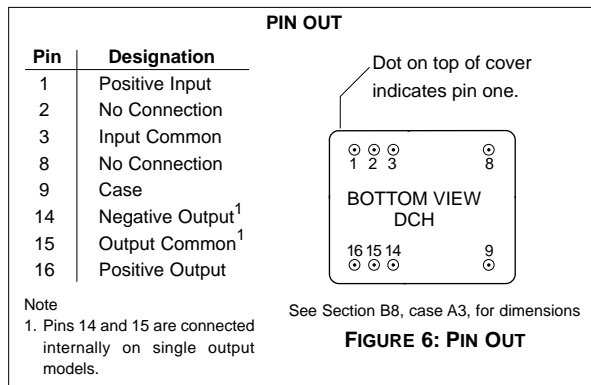 PIN OUT
Pin Designation
1 Positive Input
2 No Connection
3 Input Common
8 No Connection
9 Case
14 Negative Output1
15 Output Common1
16 Positive Output
Note
1. Pins 14 and 15 are connected
internally on single output
models.
Dot on top of cover
indicates pin one.
1 2 3 8
BOTTOM VIEW
DCH
16 15 14 9
See Section B8, case A3, for dimensions
FIGURE 6: PIN OUT